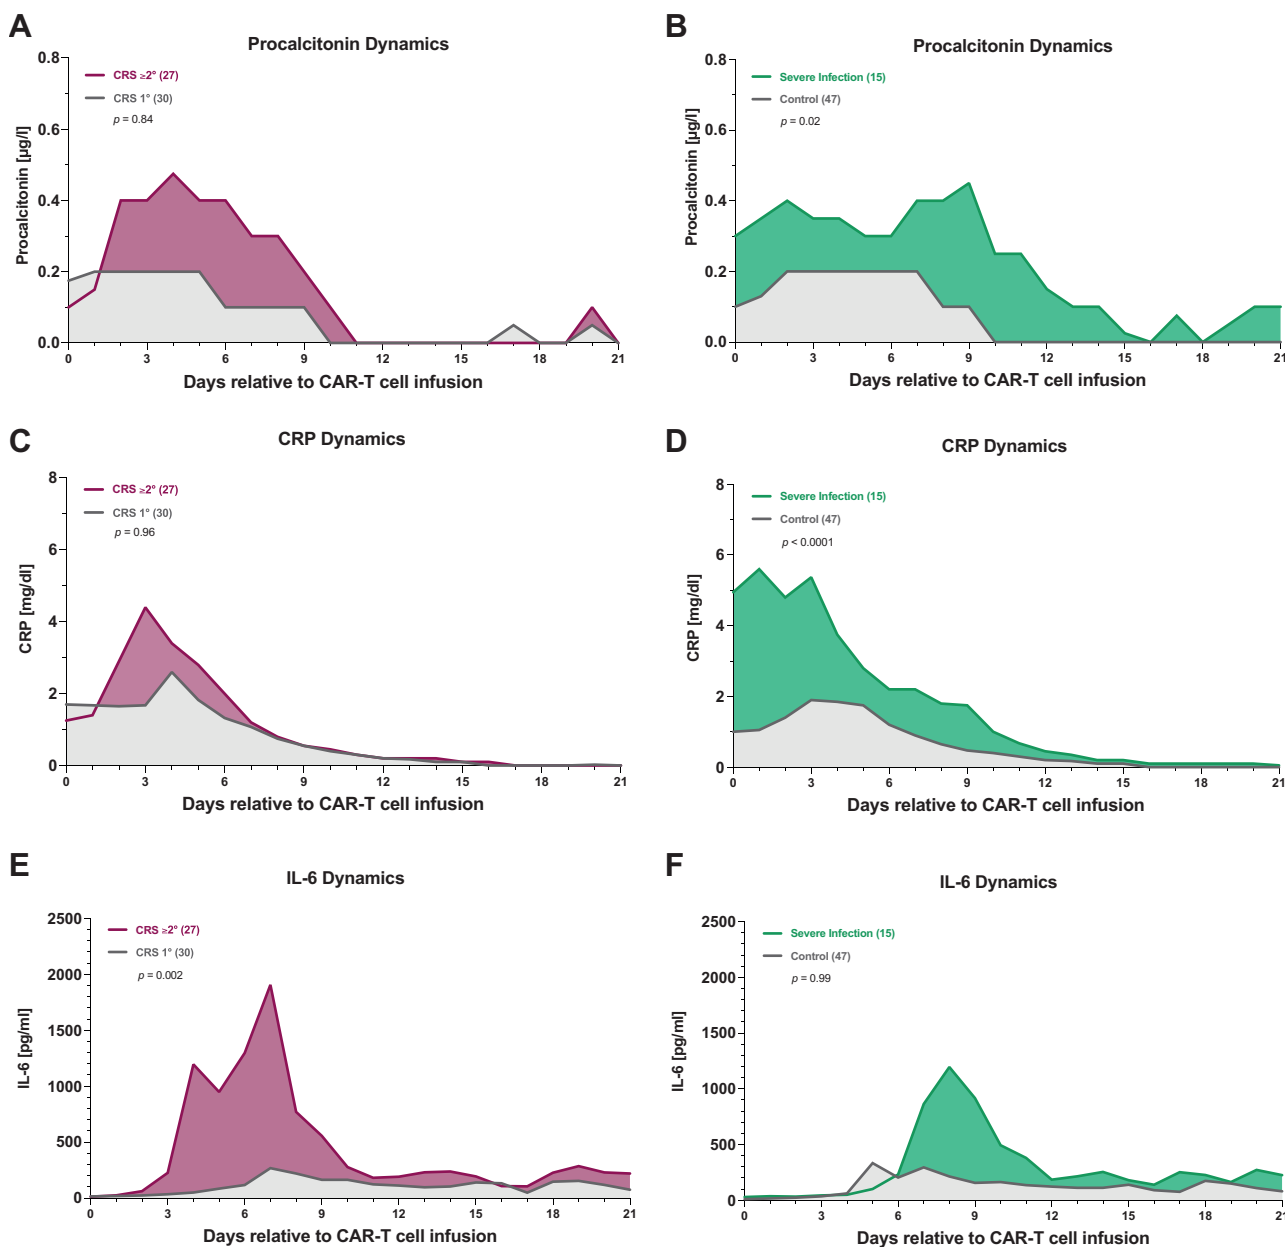 A
Procalcitonin Dynamics
CRS ≥2° (27)
CRS 1° (30)
p = 0.84
Procalcitonin [µg/l]
0.8
0.6
0.4
0.2
0.0
0 3 6 9 12 15 18 21
Days relative to CAR-T cell infusion
B
Procalcitonin Dynamics
Severe Infection (15)
Control (47)
p = 0.02
Procalcitonin [µg/l]
0.8
0.6
0.4
0.2
0.0
0 3 6 9 12 15 18 21
Days relative to CAR-T cell infusion
C
CRP Dynamics
CRS ≥2° (27)
CRS 1° (30)
p = 0.96
CRP [mg/dl]
8
6
4
2
0
0 3 6 9 12 15 18 21
Days relative to CAR-T cell infusion
D
CRP Dynamics
Severe Infection (15)
Control (47)
p < 0.0001
CRP [mg/dl]
8
6
4
2
0
0 3 6 9 12 15 18 21
Days relative to CAR-T cell infusion
E
IL-6 Dynamics
CRS ≥2° (27)
CRS 1° (30)
p = 0.002
IL-6 [pg/ml]
2500
2000
1500
1000
500
0
0 3 6 9 12 15 18 21
Days relative to CAR-T cell infusion
F
IL-6 Dynamics
Severe Infection (15)
Control (47)
p = 0.99
IL-6 [pg/ml]
2500
2000
1500
1000
500
0
0 3 6 9 12 15 18 21
Days relative to CAR-T cell infusion